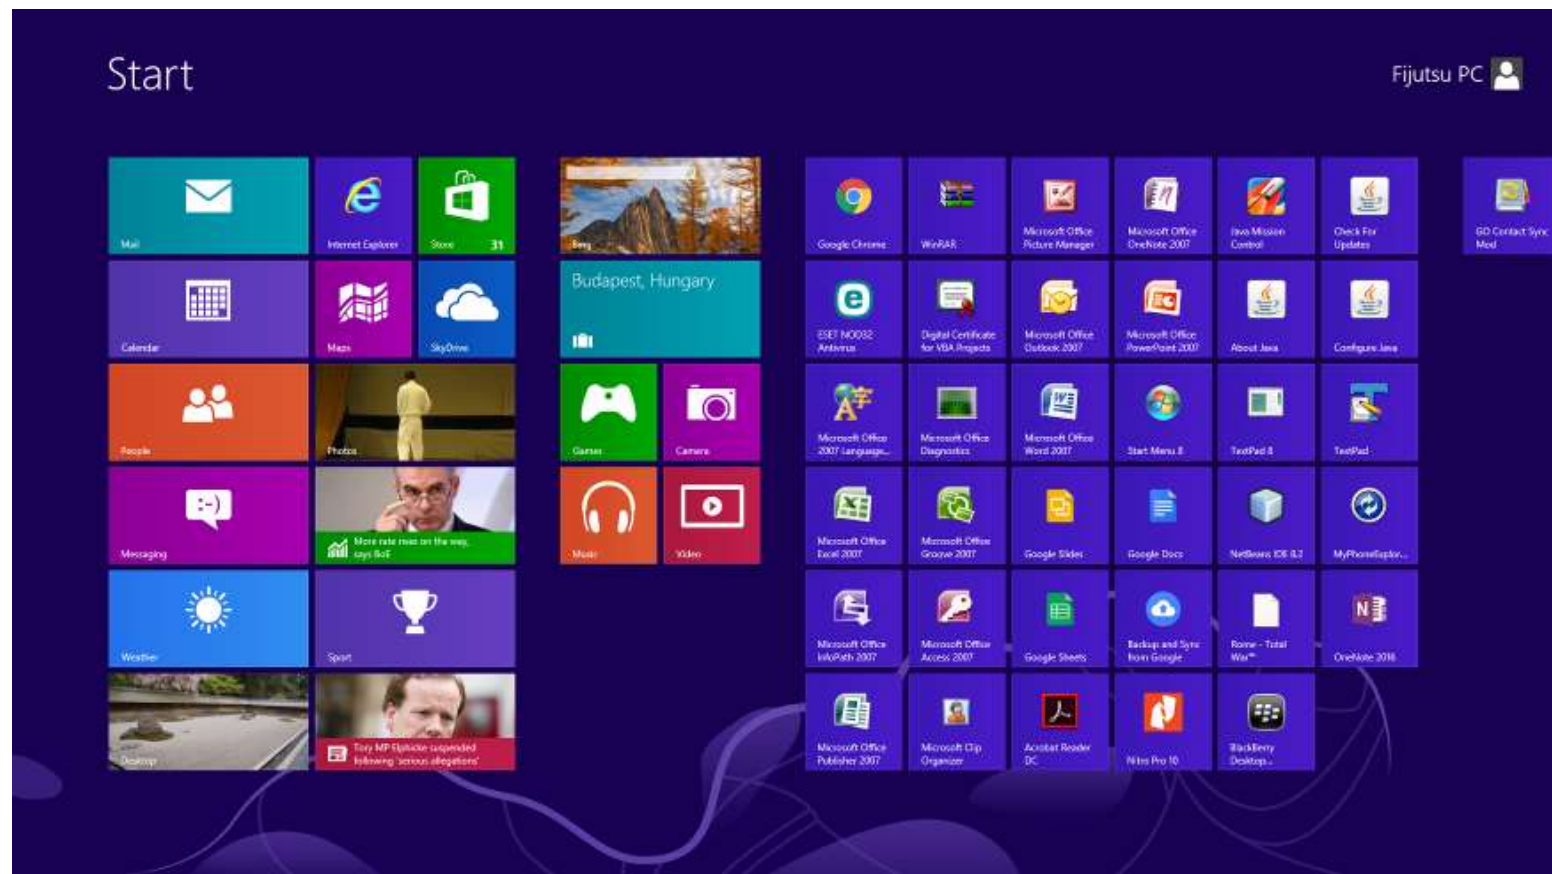 Start
Fijutsu PC
Mail
Internet Explorer
Store
31
Calendar
Maps
SkyDrive
People
Photos
Messaging
:-)
More rate rises on the way,
says BoE
Weather
Sport
Desktop
Tory MP Elphicke suspended
following 'serious allegations'
Bing
Budapest, Hungary
Games
Camera
Music
Video
Google Chrome
WinRAR
Microsoft Office
Picture Manager
Microsoft Office
OneNote 2007
Java Mission
Control
Check For
Updates
ESET NOD32
Antivirus
Digital Certificate
for VBA Projects
Microsoft Office
Outlook 2007
Microsoft Office
PowerPoint 2007
About Java
Configure Java
Microsoft Office
2007 Language...
Microsoft Office
Diagnostics
Microsoft Office
Word 2007
Start Menu 8
TextPad 8
TextPad
Microsoft Office
Excel 2007
Microsoft Office
Groove 2007
Google Slides
Google Docs
NetBeans IDE 8.2
MyPhoneExplor...
Microsoft Office
InfoPath 2007
Microsoft Office
Access 2007
Google Sheets
Backup and Sync
from Google
Rome - Total
War™
OneNote 2016
Microsoft Office
Publisher 2007
Microsoft Clip
Organizer
Acrobat Reader
DC
Nitro Pro 10
BlackBerry
Desktop...
GO Contact Sync
Mod